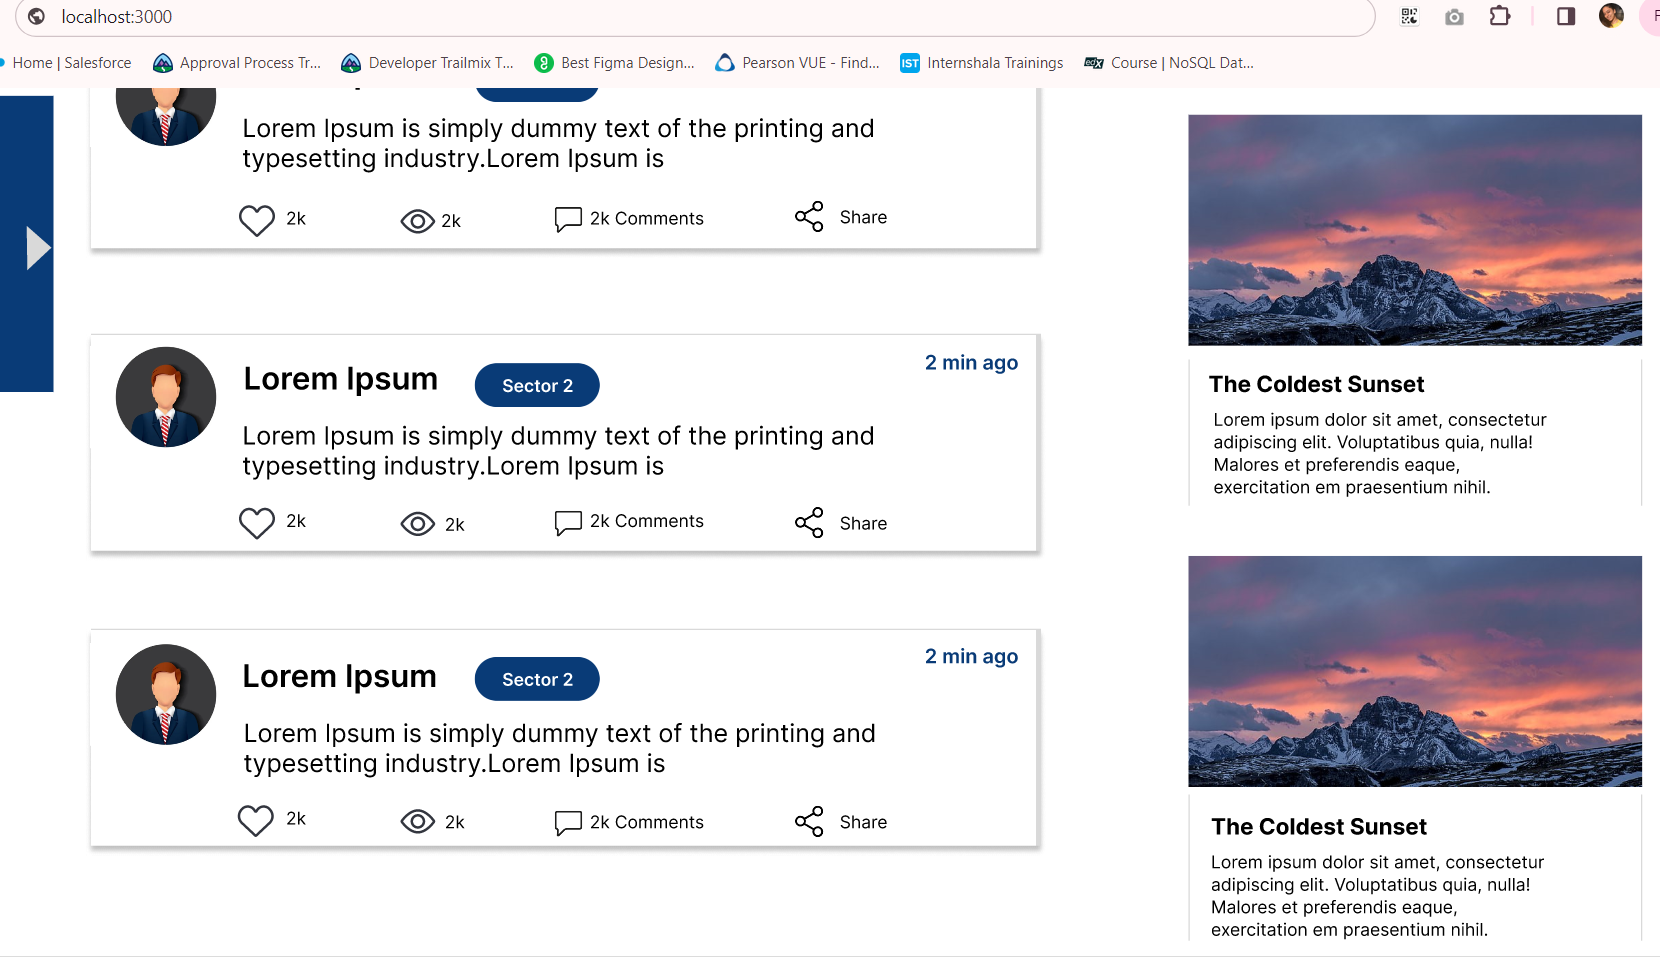 localhost:3000
Home | Salesforce
Approval Process Tr...
Developer Trailmix T...
Best Figma Design...
Pearson VUE - Find...
IST
Internshala Trainings
edX
Course | NoSQL Dat...
Lorem Ipsum is simply dummy text of the printing and
typesetting industry.Lorem Ipsum is
2k
2k
2k Comments
Share
Lorem Ipsum
Sector 2
2 min ago
Lorem Ipsum is simply dummy text of the printing and
typesetting industry.Lorem Ipsum is
2k
2k
2k Comments
Share
Lorem Ipsum
Sector 2
2 min ago
Lorem Ipsum is simply dummy text of the printing and
typesetting industry.Lorem Ipsum is
2k
2k
2k Comments
Share
The Coldest Sunset
Lorem ipsum dolor sit amet, consectetur
adipiscing elit. Voluptatibus quia, nulla!
Malores et preferendis eaque,
exercitation em praesentium nihil.
The Coldest Sunset
Lorem ipsum dolor sit amet, consectetur
adipiscing elit. Voluptatibus quia, nulla!
Malores et preferendis eaque,
exercitation em praesentium nihil.